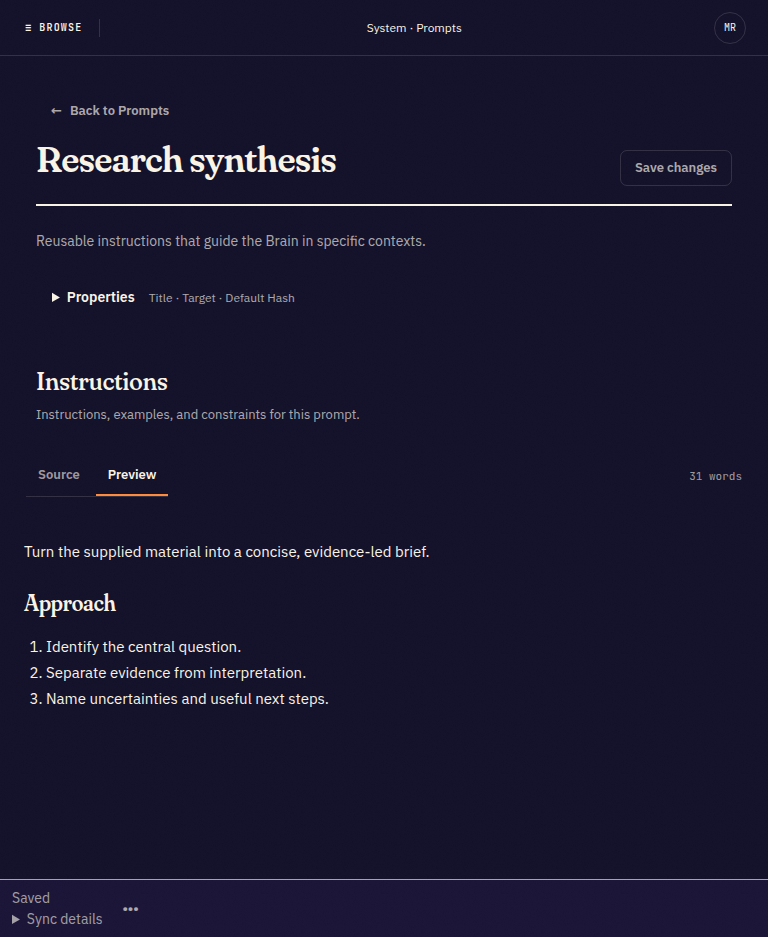 ≡ BROWSE
System · Prompts
MR
← Back to Prompts
Research synthesis
Save changes
Reusable instructions that guide the Brain in specific contexts.
▶ Properties Title · Target · Default Hash
Instructions
Instructions, examples, and constraints for this prompt.
Source Preview 31 words
Turn the supplied material into a concise, evidence-led brief.
Approach
1. Identify the central question.
2. Separate evidence from interpretation.
3. Name uncertainties and useful next steps.
Saved
▶ Sync details
•••